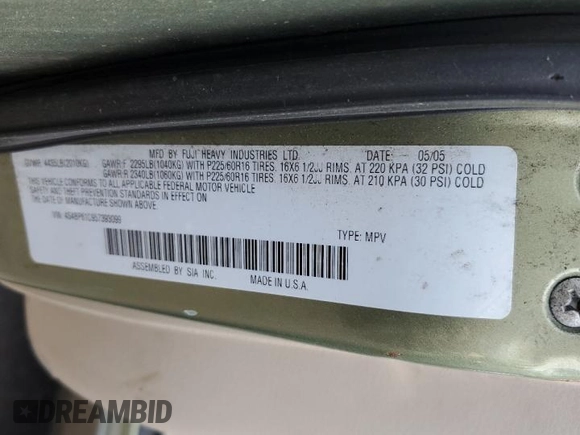 MFD BY FUJI HEAVY INDUSTRIES LTD. DATE: 05/05
GAWR:F 2295LB(1040KG) WITH P225/60R16 TIRES. 16X6 1/2JJ RIMS, AT 220 KPA (32 PSI) COLD
GAWR:R 2340LB(1060KG) WITH P225/60R16 TIRES. 16X6 1/2JJ RIMS, AT 210 KPA (30 PSI) COLD
THIS VEHICLE CONFORMS TO ALL APPLICABLE FEDERAL MOTOR VEHICLE
SAFETY AND THEFT PREVENTION STANDARDS IN EFFECT ON
THE DATE OF MANUFACTURE SHOWN ABOVE.
VIN:
TYPE: MPV
ASSEMBLED BY SIA INC. MADE IN U.S.A.
DREAMBID